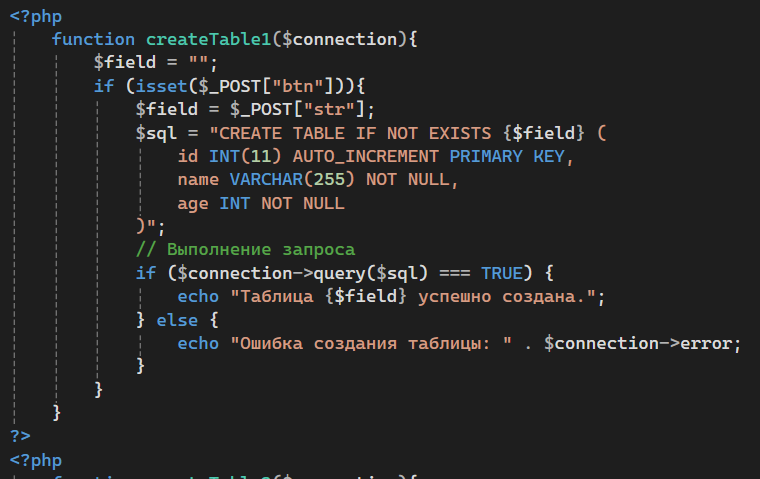 <?php
function createTable1($connection){
$field = "";
if (isset($_POST["btn"])){
$field = $_POST["str"];
$sql = "CREATE TABLE IF NOT EXISTS {$field} (
id INT(11) AUTO_INCREMENT PRIMARY KEY,
name VARCHAR(255) NOT NULL,
age INT NOT NULL
)";
// Выполнение запроса
if ($connection->query($sql) === TRUE) {
echo "Таблица {$field} успешно создана.";
} else {
echo "Ошибка создания таблицы: " . $connection->error;
}
}
}
?>
<?php